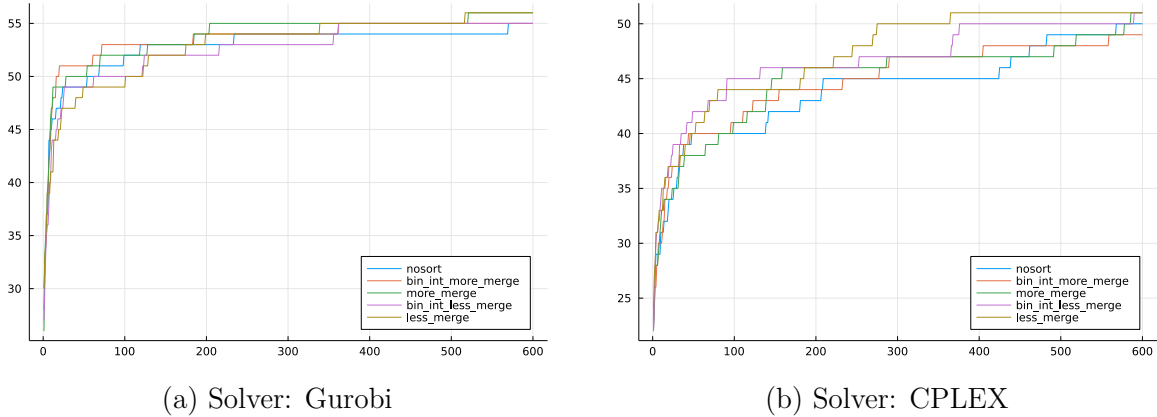 55
50
45
40
35
30
0
100
200
300
400
500
600
nosort
bin_int_more_merge
more_merge
bin_int_less_merge
less_merge
(a) Solver: Gurobi
50
45
40
35
30
25
0
100
200
300
400
500
600
nosort
bin_int_more_merge
more_merge
bin_int_less_merge
less_merge
(b) Solver: CPLEX